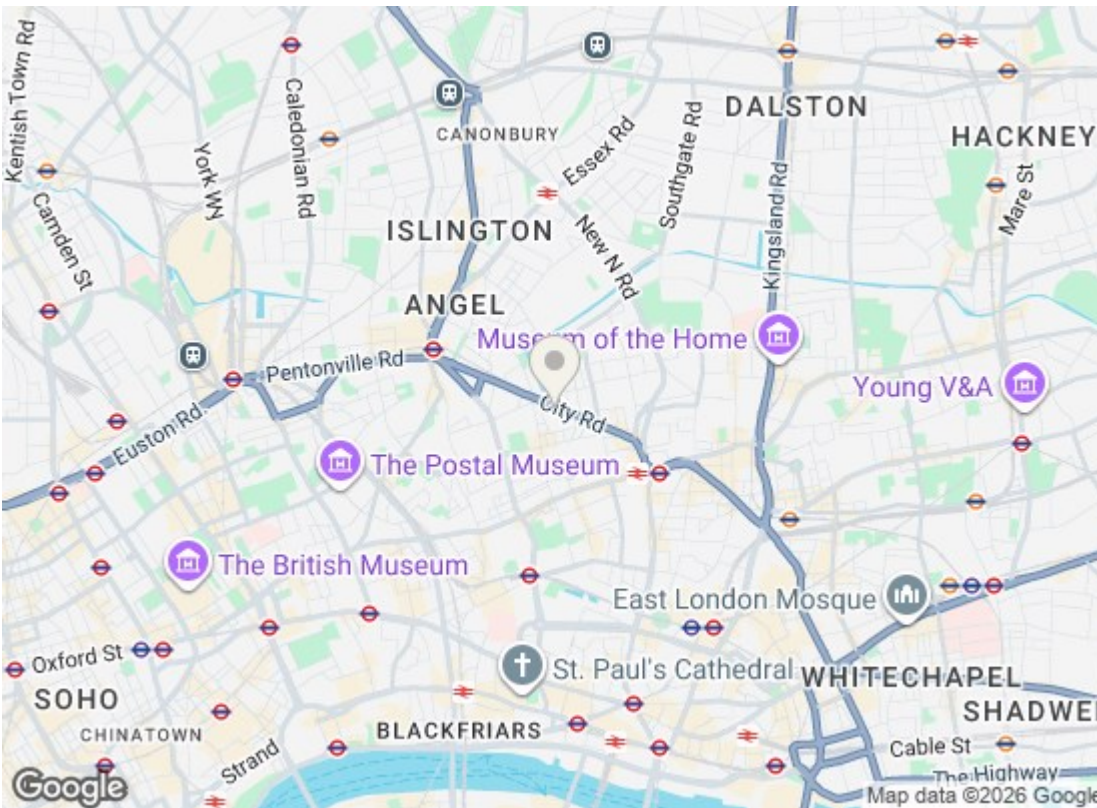 Kentish Town Rd
Caledonian Rd
York Wy
CANONBURY
Essex Rd
Southgate Rd
DALSTON
HACKNEY
Camden St
ISLINGTON
New N Rd
Kingsland Rd
Mare St
ANGEL
Museum of the Home
Pentonville Rd
Young V&A
Euston Rd
City Rd
The Postal Museum
The British Museum
East London Mosque
Oxford St
St. Paul's Cathedral
WHITECHAPEL
SOHO
SHADWE
CHINATOWN
BLACKFRIARS
Strand
Cable St
The Highway
Google
Map data ©2026 Google